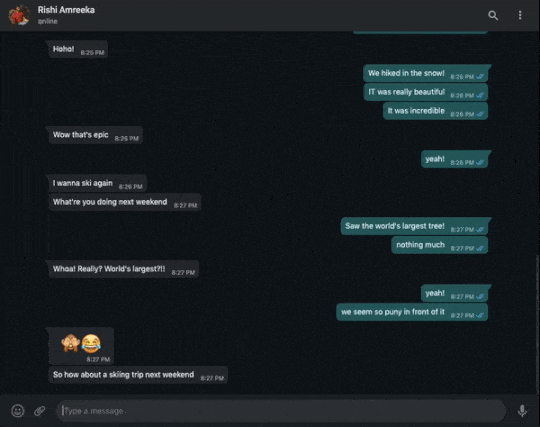 Rishi Amreeka
online
Hoho! 8:25 PM
We hiked in the snow! 8:26 PM
IT was really beautiful 8:26 PM
It was incredible 8:26 PM
Wow that's epic 8:26 PM
yeah! 8:26 PM
I wanna ski again 8:26 PM
What're you doing next weekend 8:27 PM
Saw the world's largest tree! 8:27 PM
nothing much 8:27 PM
Whoa! Really? World's largest?!! 8:27 PM
yeah! 8:27 PM
we seem so puny in front of it 8:27 PM
🙈😂
8:27 PM
So how about a skiing trip next weekend 8:27 PM
Type a message